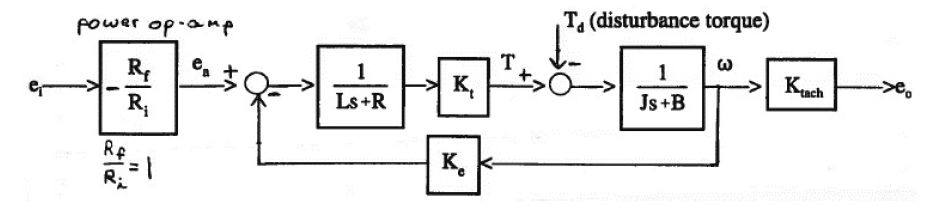 power op-amp
T_d (disturbance torque)
e_i
- R_f / R_i
e_a
+
-
1 / Ls+R
K_t
T
+
-
1 / Js+B
ω
K_tach
e_o
R_f / R_i = 1
K_e